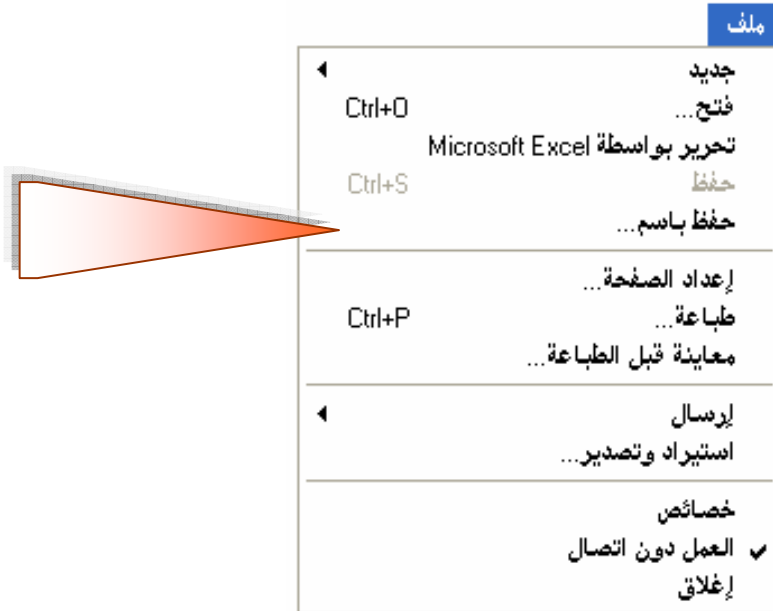 ملف
جديد
فتح... Ctrl+O
تحرير بواسطة Microsoft Excel
حفظ Ctrl+S
حفظ باسم...
إعداد الصفحة...
طباعة... Ctrl+P
معاينة قبل الطباعة...
إرسال
استيراد وتصدير...
خصائص
العمل دون اتصال
إغلاق